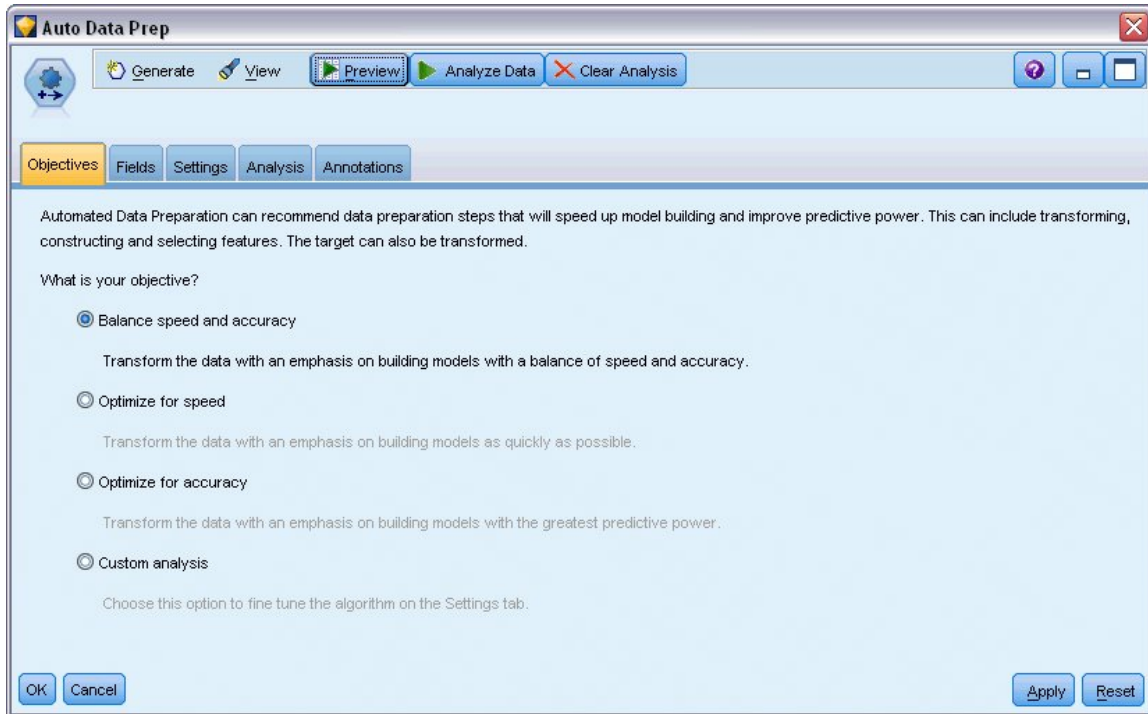 Auto Data Prep
Generate View Preview Analyze Data Clear Analysis
Objectives Fields Settings Analysis Annotations
Automated Data Preparation can recommend data preparation steps that will speed up model building and improve predictive power. This can include transforming,
constructing and selecting features. The target can also be transformed.
What is your objective?
Balance speed and accuracy
Transform the data with an emphasis on building models with a balance of speed and accuracy.
Optimize for speed
Transform the data with an emphasis on building models as quickly as possible.
Optimize for accuracy
Transform the data with an emphasis on building models with the greatest predictive power.
Custom analysis
Choose this option to fine tune the algorithm on the Settings tab.
OK Cancel Apply Reset